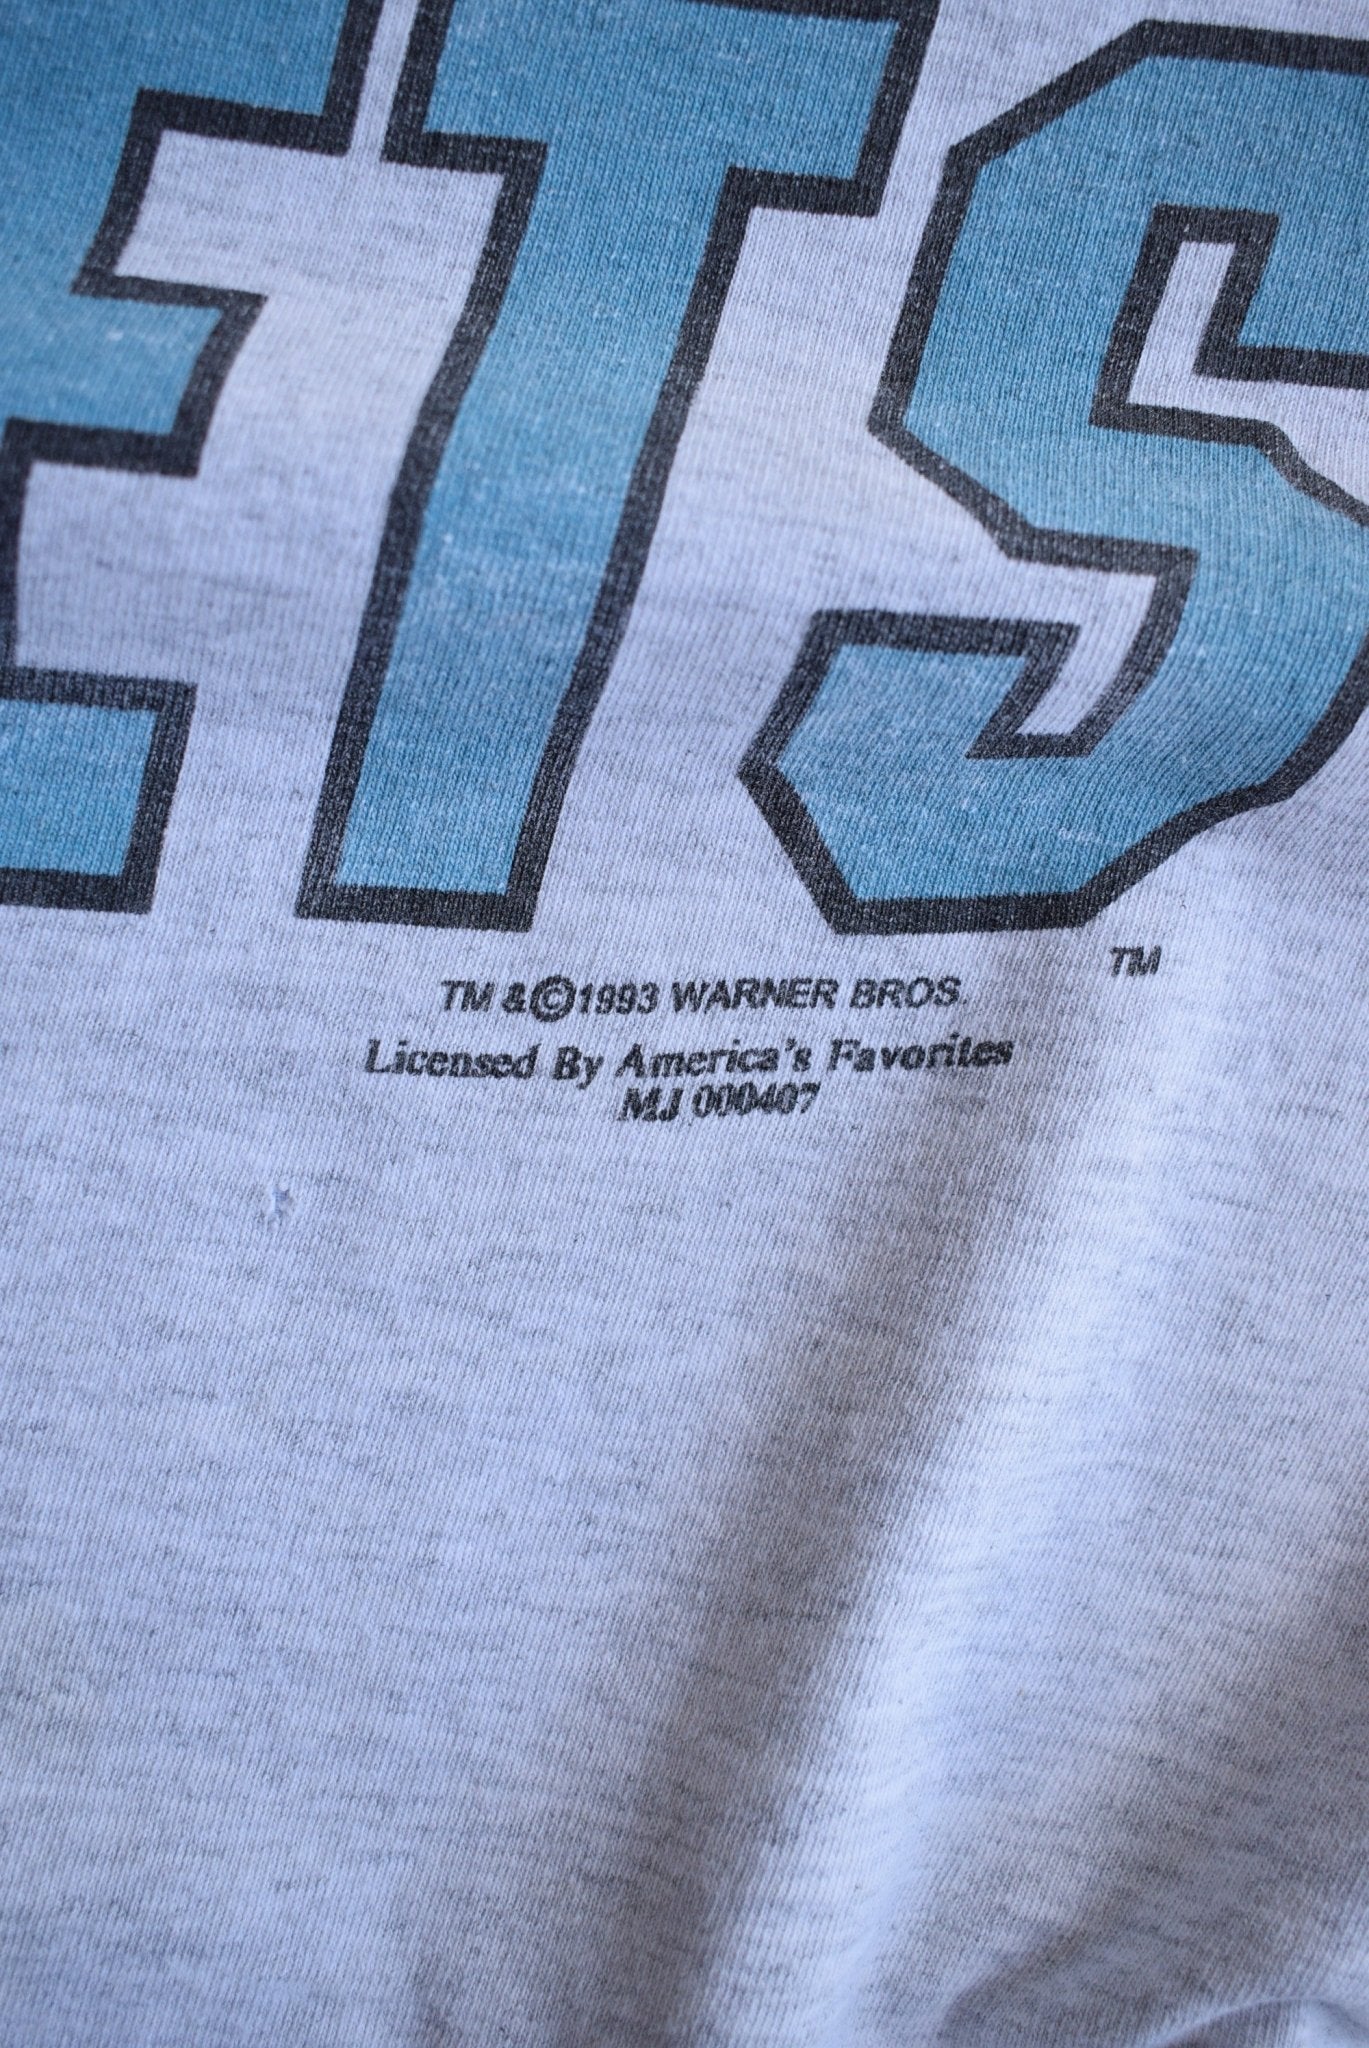 ETS
TM
TM & ©1993 WARNER BROS.
Licensed By America's Favorites
MJ 000407